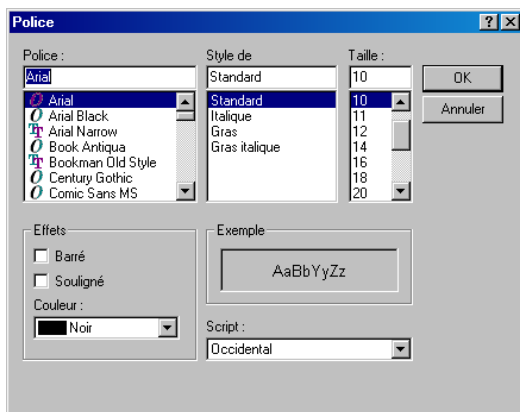 Police
Police :
Style de
Taille :
Arial
Standard
10
OK
Annuler
Arial
Arial Black
Arial Narrow
Book Antiqua
Bookman Old Style
Century Gothic
Comic Sans MS
Standard
Italique
Gras
Gras italique
10
11
12
14
16
18
20
Effets
Barré
Souligné
Couleur :
Noir
Exemple
AaBbYyZz
Script :
Occidental